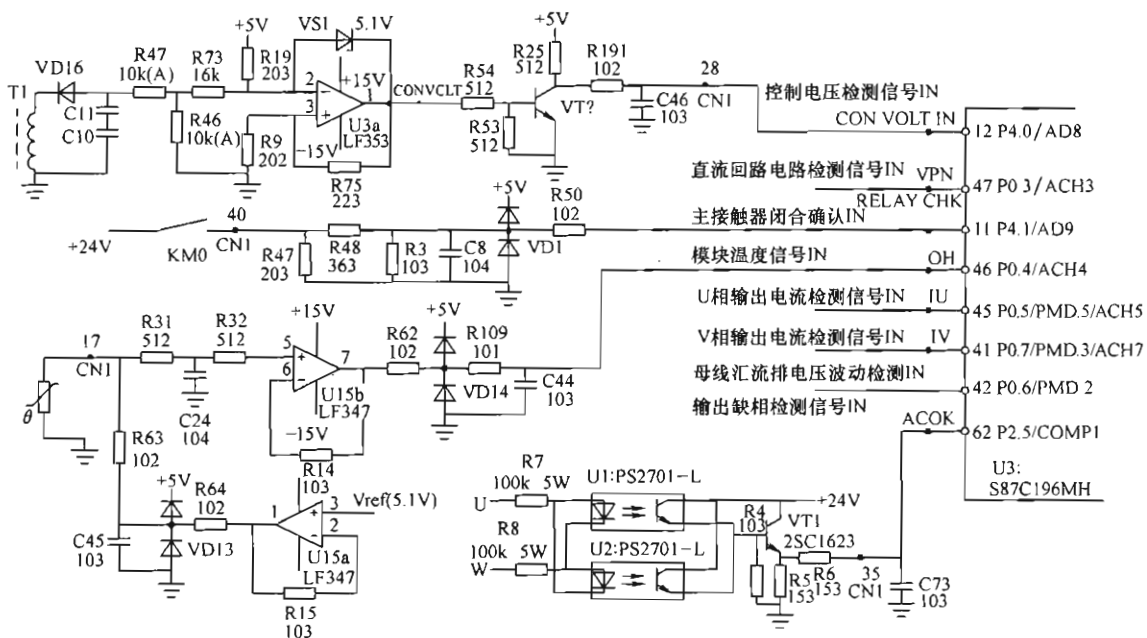 +5V
VS1 5.1V
+5V
R47
10k(A)
R73
16k
R19
203
VD16
T1
C11
C10
R46
10k(A)
R9
202
2
3
+15V
-15V
U3a
LF353
R75
223
CONVCLT
R54
512
R53
512
R25
512
R191
102
VT?
C46
103
28
CN1
控制电压检测信号IN
CON VOLT IN
12 P4.0/AD8
直流回路电路检测信号IN
VPN
47 P0.3/ACH3
RELAY CHK
主接触器闭合确认IN
11 P4.1/AD9
+24V
KM0
40
CN1
R47
203
R48
363
R3
103
C8
104
+5V
VD1
R50
102
模块温度信号IN
OH
46 P0.4/ACH4
U相输出电流检测信号IN
IU
45 P0.5/PMD.5/ACH5
V相输出电流检测信号IN
IV
41 P0.7/PMD.3/ACH7
母线汇流排电压波动检测IN
42 P0.6/PMD 2
输出缺相检测信号IN
ACOK
62 P2.5/COMP1
U3:
S87C196MH
17
CN1
θ
R31
512
R32
512
C24
104
+15V
5
6
7
U15b
LF347
-15V
R14
103
R62
102
R109
101
VD14
C44
103
R63
102
+5V
R64
102
C45
103
VD13
1
3
2
Vref(5.1V)
U15a
LF347
R15
103
R7
100k 5W
U
R8
100k 5W
W
U1:PS2701-L
U2:PS2701-L
+24V
R4
103
VT1
2SC1623
R5
153
R6
153
35
CN1
C73
103